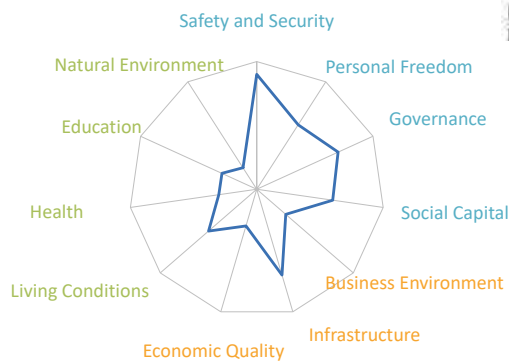 Safety and Security
Natural Environment
Personal Freedom
Education
Governance
Health
Social Capital
Living Conditions
Business Environment
Infrastructure
Economic Quality